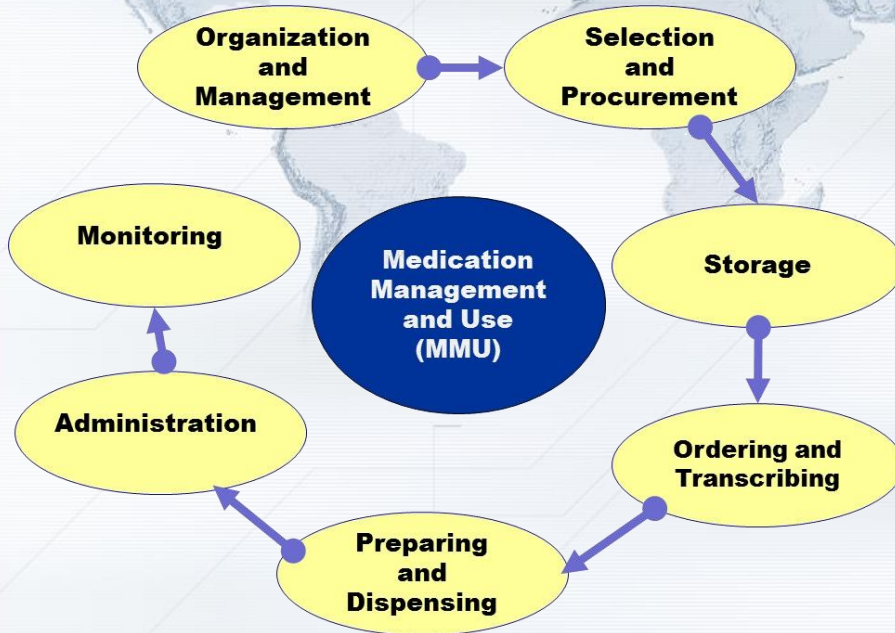 Organization
and
Management
Selection
and
Procurement
Storage
Ordering and
Transcribing
Preparing
and
Dispensing
Administration
Monitoring
Medication
Management
and Use
(MMU)